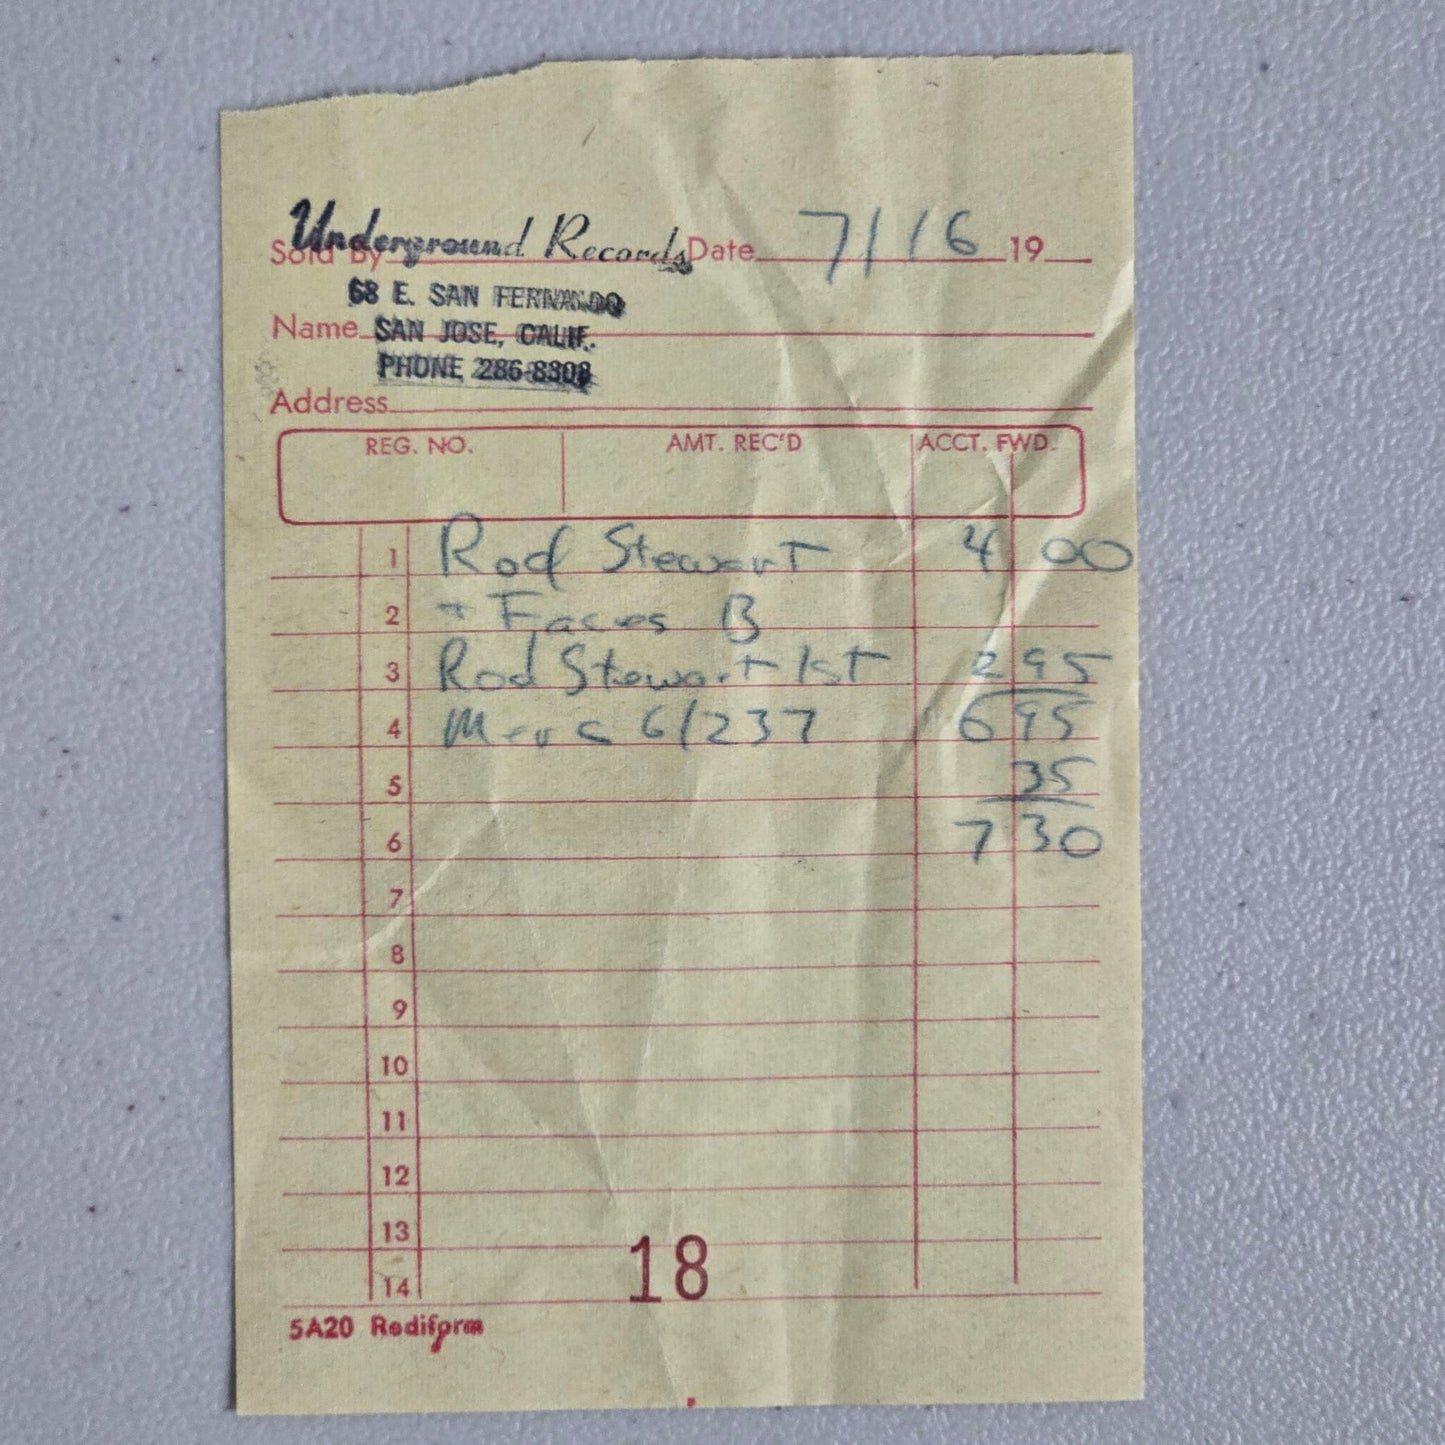 Underground Records
Sold By Date 7/16 19
68 E. SAN FERNANDO
Name SAN JOSE, CALIF.
PHONE 286-8308
Address
REG. NO. AMT. REC'D ACCT. FWD.
1 Rod Stewart 4 00
2 + Faces B
3 Rod Stewart 1st 2 95
4 Merc 61237 6 95
5 35
6 7 30
7
8
9
10
11
12
13
14
18
5A20 Rediform